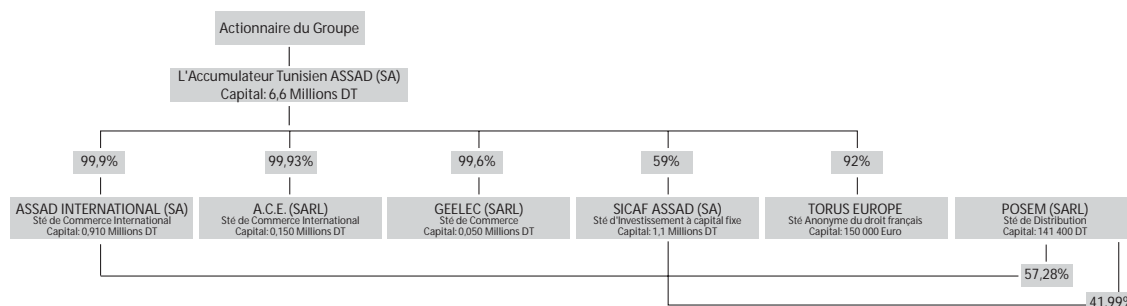 Actionnaire du Groupe
L'Accumulateur Tunisien ASSAD (SA)
Capital: 6,6 Millions DT
99,9%
99,93%
99,6%
59%
92%
ASSAD INTERNATIONAL (SA)
Sté de Commerce International
Capital: 0,910 Millions DT
A.C.E. (SARL)
Sté de Commerce International
Capital: 0,150 Millions DT
GEELEC (SARL)
Sté de Commerce
Capital: 0,050 Millions DT
SICAF ASSAD (SA)
Sté d'Investissement à capital fixe
Capital: 1,1 Millions DT
TORUS EUROPE
Sté Anonyme du droit français
Capital: 150 000 Euro
POSEM (SARL)
Sté de Distribution
Capital: 141 400 DT
57,28%
41,99%